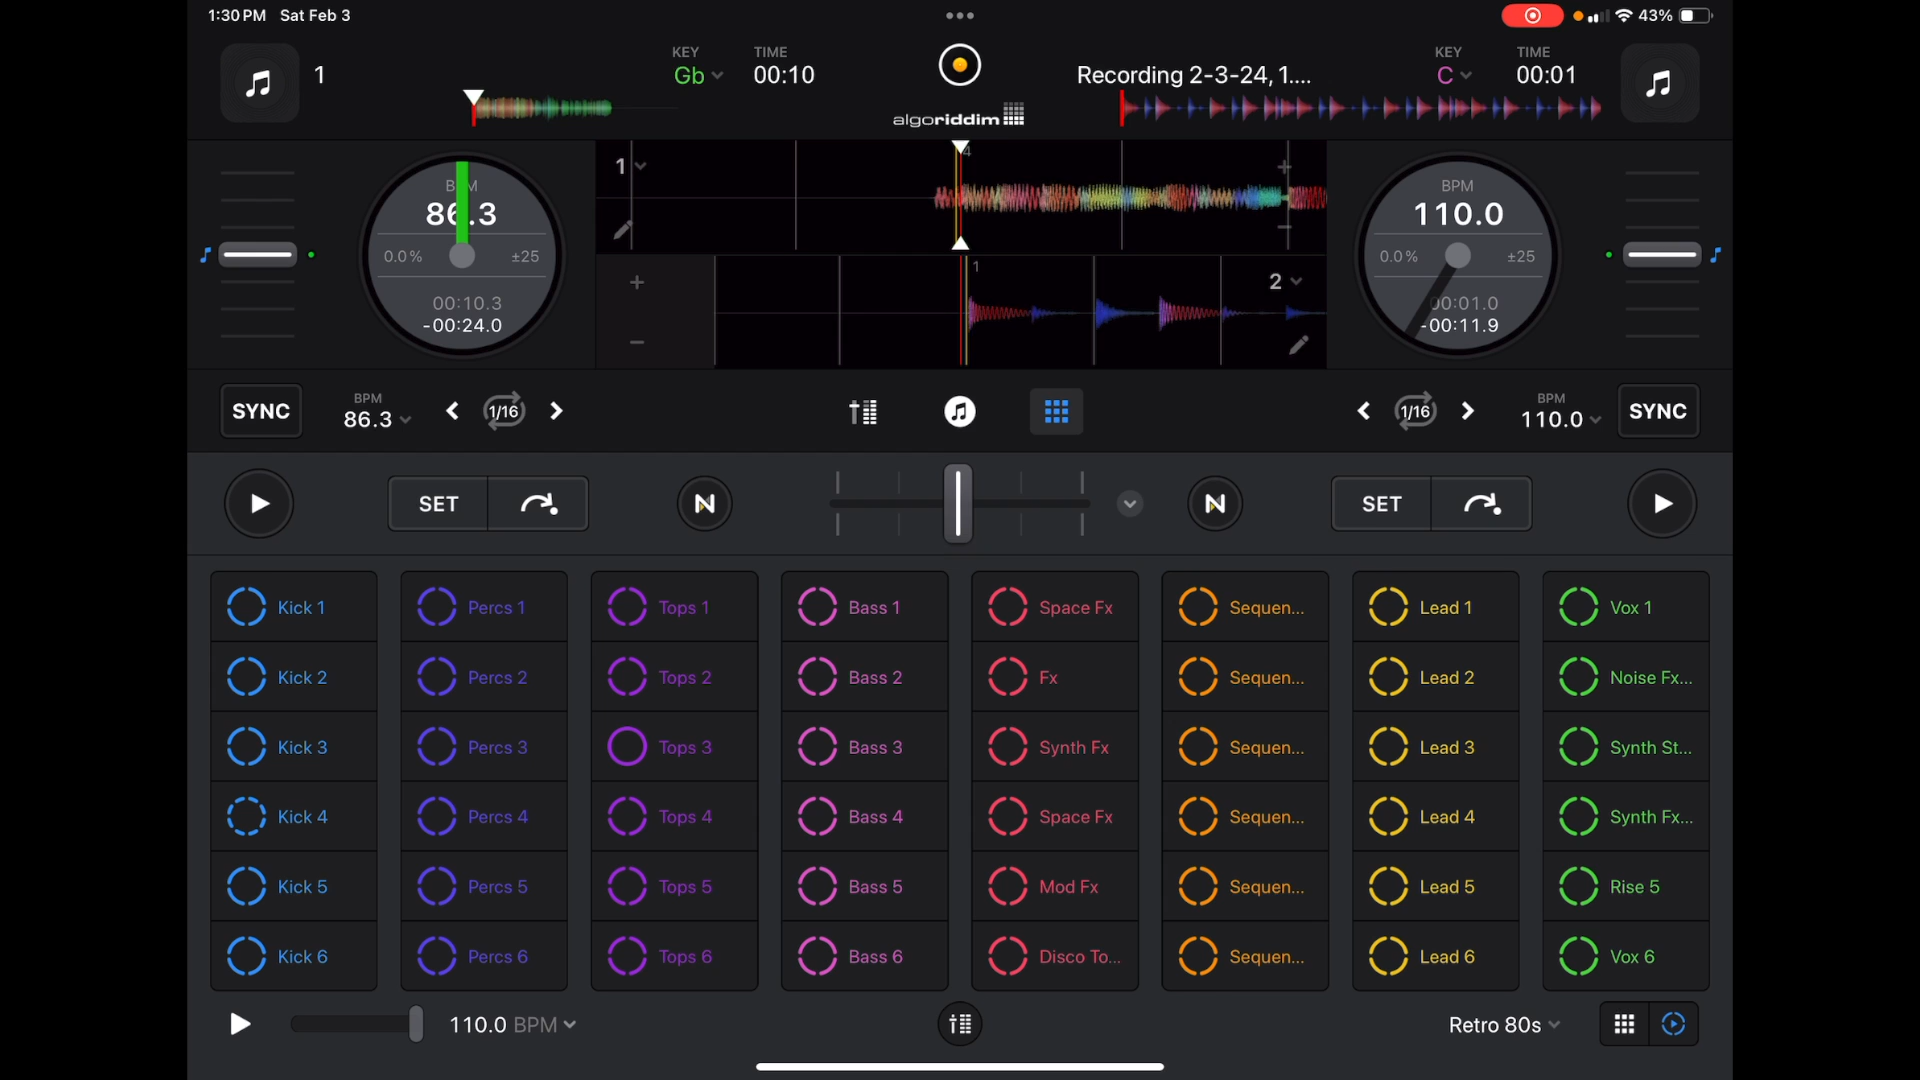 1:30 PM Sat Feb 3
43%
1
KEY
Gb
TIME
00:10
algoriddim
Recording 2-3-24, 1....
KEY
C
TIME
00:01
BPM
86.3
0.0% ±25
00:10.3
-00:24.0
1
4
1
2
BPM
110.0
0.0% ±25
00:01.0
-00:11.9
SYNC
BPM
86.3
1/16
1/16
BPM
110.0
SYNC
SET
SET
Kick 1 Percs 1 Tops 1 Bass 1 Space Fx Sequen... Lead 1 Vox 1
Kick 2 Percs 2 Tops 2 Bass 2 Fx Sequen... Lead 2 Noise Fx...
Kick 3 Percs 3 Tops 3 Bass 3 Synth Fx Sequen... Lead 3 Synth St...
Kick 4 Percs 4 Tops 4 Bass 4 Space Fx Sequen... Lead 4 Synth Fx...
Kick 5 Percs 5 Tops 5 Bass 5 Mod Fx Sequen... Lead 5 Rise 5
Kick 6 Percs 6 Tops 6 Bass 6 Disco To... Sequen... Lead 6 Vox 6
110.0 BPM
Retro 80s